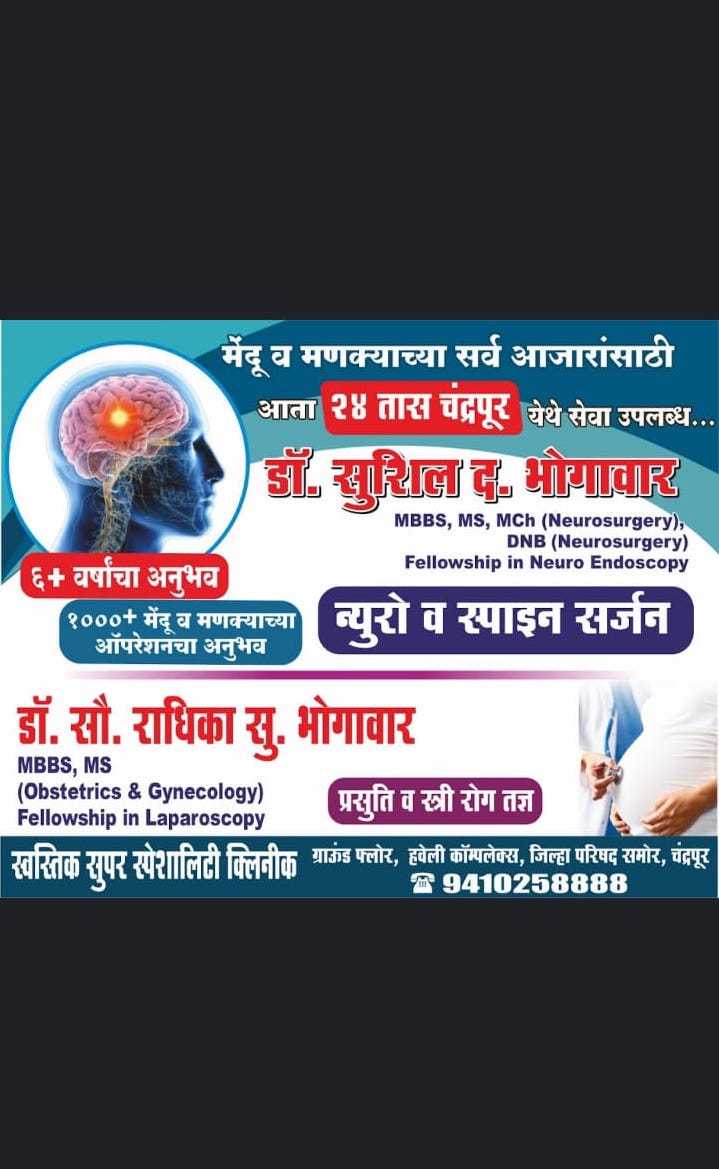 मेंदू व मणक्याच्या सर्व आजारांसाठी
आता २४ तास चंद्रपूर येथे सेवा उपलब्ध...
डॉ. सुशिल द. भोगावार
MBBS, MS, MCh (Neurosurgery),
DNB (Neurosurgery)
Fellowship in Neuro Endoscopy
६+ वर्षांचा अनुभव
१०००+ मेंदू व मणक्याच्या
ऑपरेशनचा अनुभव
न्युरो व स्पाइन सर्जन
डॉ. सौ. राधिका सु. भोगावार
MBBS, MS
(Obstetrics & Gynecology)
Fellowship in Laparoscopy
प्रसुति व स्त्री रोग तज्ञ
स्वस्तिक सुपर स्पेशालिटी क्लिनीक
ग्राऊंड फ्लोर, हवेली कॉम्पलेक्स, जिल्हा परिषद समोर, चंद्रपूर
9410258888